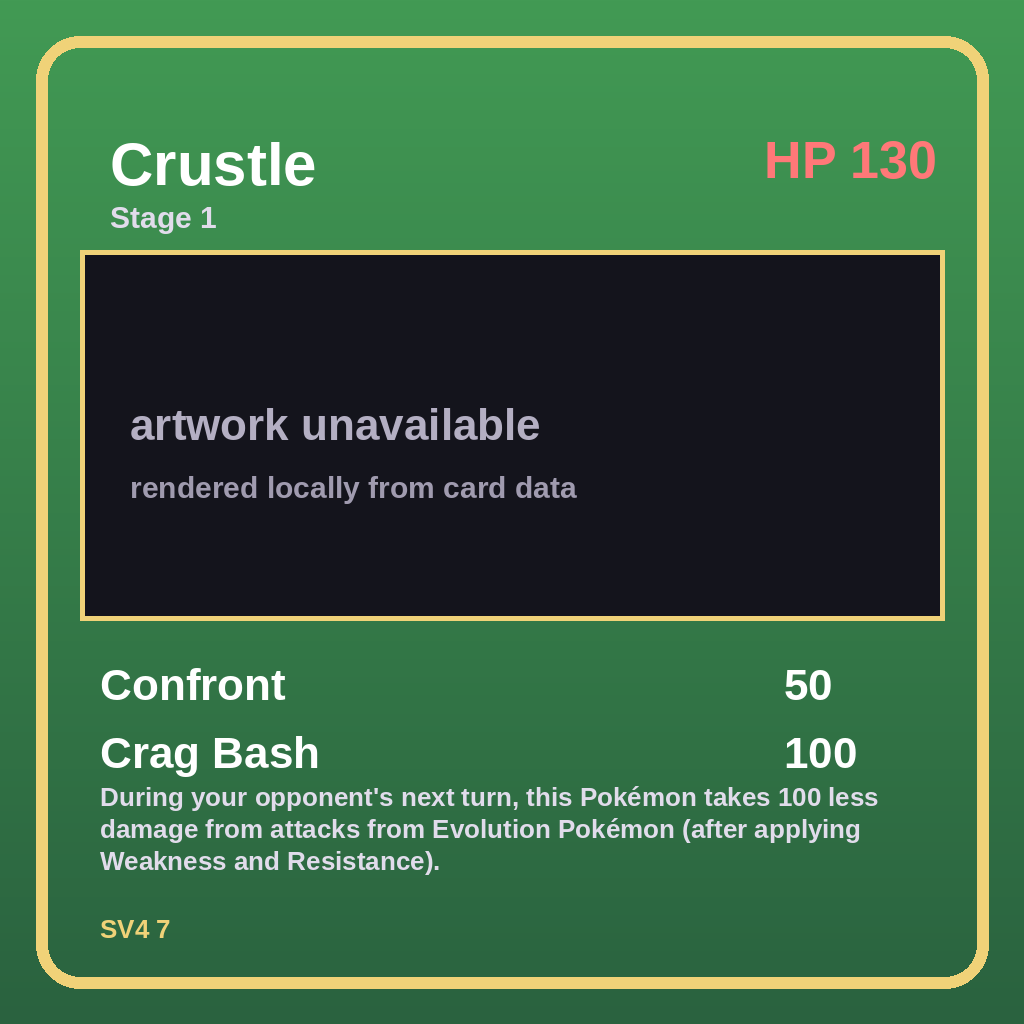 Crustle
HP 130
Stage 1
artwork unavailable
rendered locally from card data
Confront 50
Crag Bash 100
During your opponent's next turn, this Pokémon takes 100 less
damage from attacks from Evolution Pokémon (after applying
Weakness and Resistance).
SV4 7